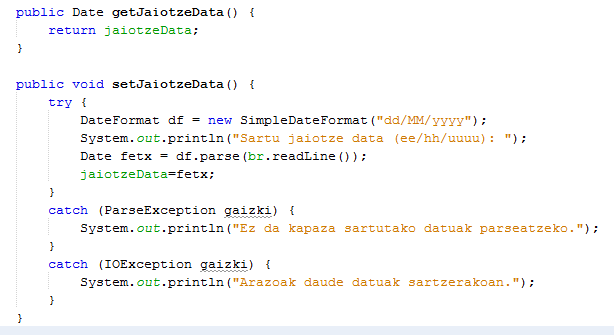 public Date getJaiotzeData() {
    return jaiotzeData;
}

public void setJaiotzeData() {
    try {
        DateFormat df = new SimpleDateFormat("dd/MM/yyyy");
        System.out.println("Sartu jaiotze data (ee/hh/uuuu): ");
        Date fetx = df.parse(br.readLine());
        jaiotzeData=fetx;
    }
    catch (ParseException gaizki) {
        System.out.println("Ez da kapaza sartutako datuak parseatzeko.");
    }
    catch (IOException gaizki) {
        System.out.println("Arazoak daude datuak sartzerakoan.");
    }
}